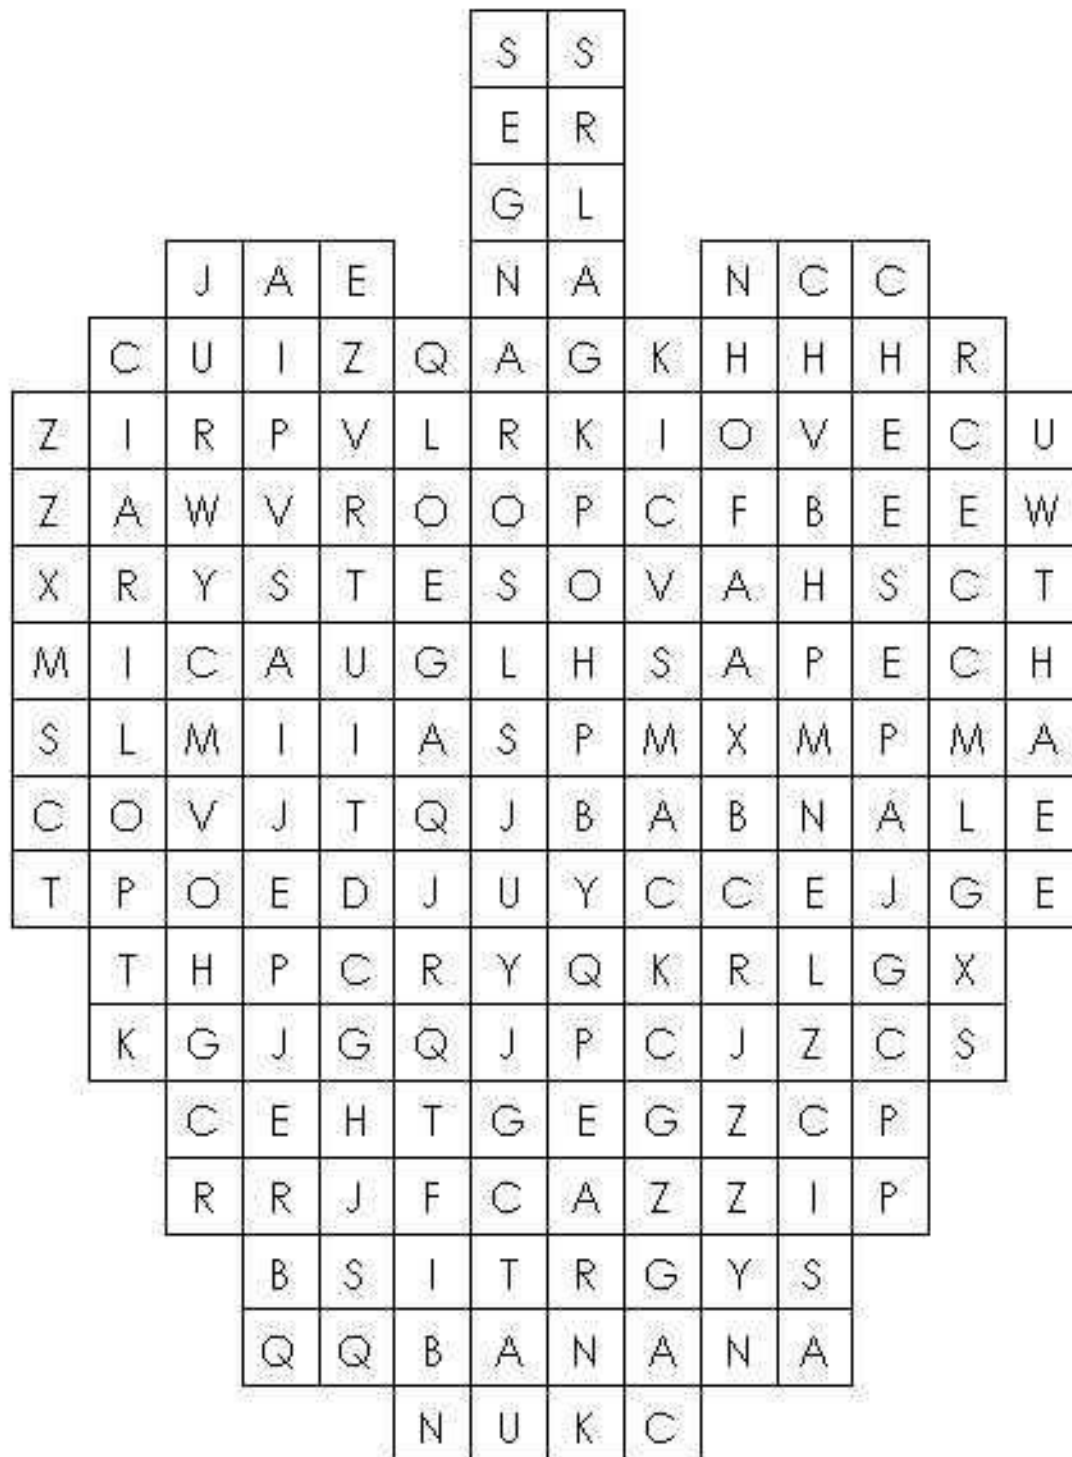 S S
E R
G L
J A E N A N C C
C U I Z Q A G K H H H R
Z I R P V L R K I O V E C U
Z A W V R O O P C F B E E W
X R Y S T E S O V A H S C T
M I C A U G L H S A P E C H
S L M I I A S P M X M P M A
C O V J T Q J B A B N A L E
T P O E D J U Y C C E J G E
T H P C R Y Q K R L G X
K G J G Q J P C J Z C S
C E H T G E G Z C P
R R J F C A Z Z I P
B S I T R G Y S
Q Q B A N A N A
N U K C